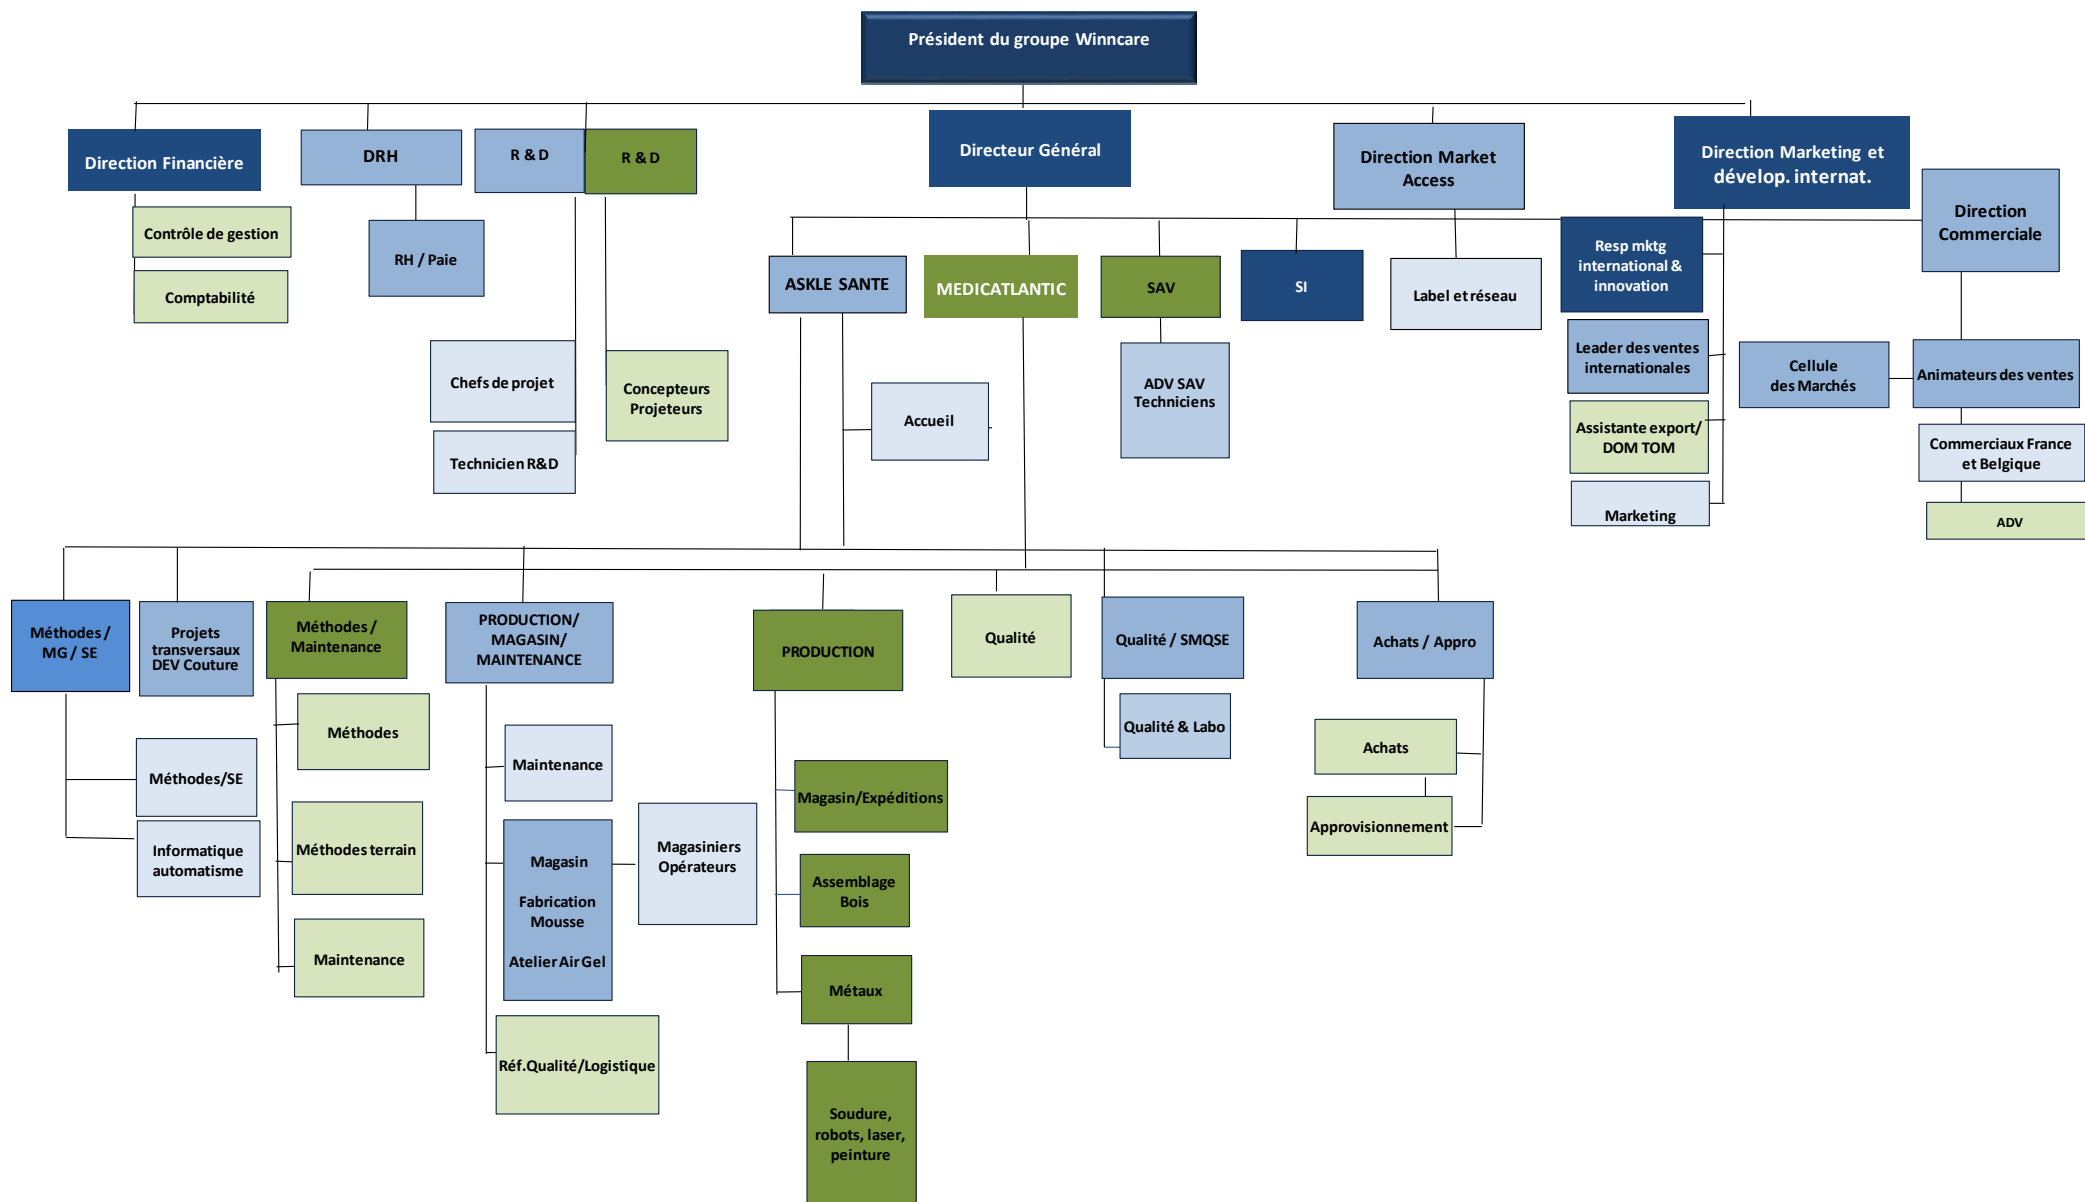 Président du groupe Winncare
Direction Financière
DRH
R & D
R & D
Directeur Général
Direction Market
Access
Direction Marketing et
dévelop. internat.
Direction
Commerciale
Contrôle de gestion
Comptabilité
RH / Paie
ASKLE SANTE
MEDICATLANTIC
SAV
SI
Label et réseau
Resp mktg
international &
innovation
Chefs de projet
Technicien R&D
Concepteurs
Projeteurs
Accueil
ADV SAV
Techniciens
Leader des ventes
internationales
Cellule
des Marchés
Animateurs des ventes
Assistante export/
DOM TOM
Commerciaux France
et Belgique
Marketing
ADV
Méthodes /
MG / SE
Projets
transversaux
DEV Couture
Méthodes /
Maintenance
PRODUCTION/
MAGASIN/
MAINTENANCE
PRODUCTION
Qualité
Qualité / SMQSE
Achats / Appro
Méthodes/SE
Informatique
automatisme
Méthodes
Méthodes terrain
Maintenance
Maintenance
Magasin
Fabrication
Mousse
Atelier Air Gel
Magasiniers
Opérateurs
Réf.Qualité/Logistique
Magasin/Expéditions
Assemblage
Bois
Métaux
Soudure,
robots, laser,
peinture
Qualité & Labo
Achats
Approvisionnement